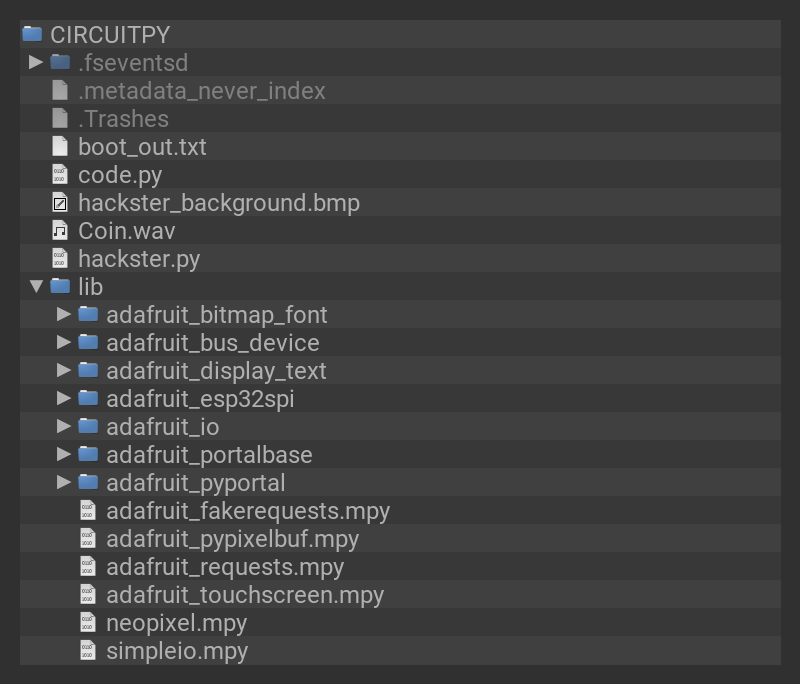 CIRCUITPY
.fseventsd
.metadata_never_index
.Trashes
boot_out.txt
code.py
hackster_background.bmp
Coin.wav
hackster.py
lib
adafruit_bitmap_font
adafruit_bus_device
adafruit_display_text
adafruit_esp32spi
adafruit_io
adafruit_portalbase
adafruit_pyportal
adafruit_fakerequests.mpy
adafruit_pypixelbuf.mpy
adafruit_requests.mpy
adafruit_touchscreen.mpy
neopixel.mpy
simpleio.mpy